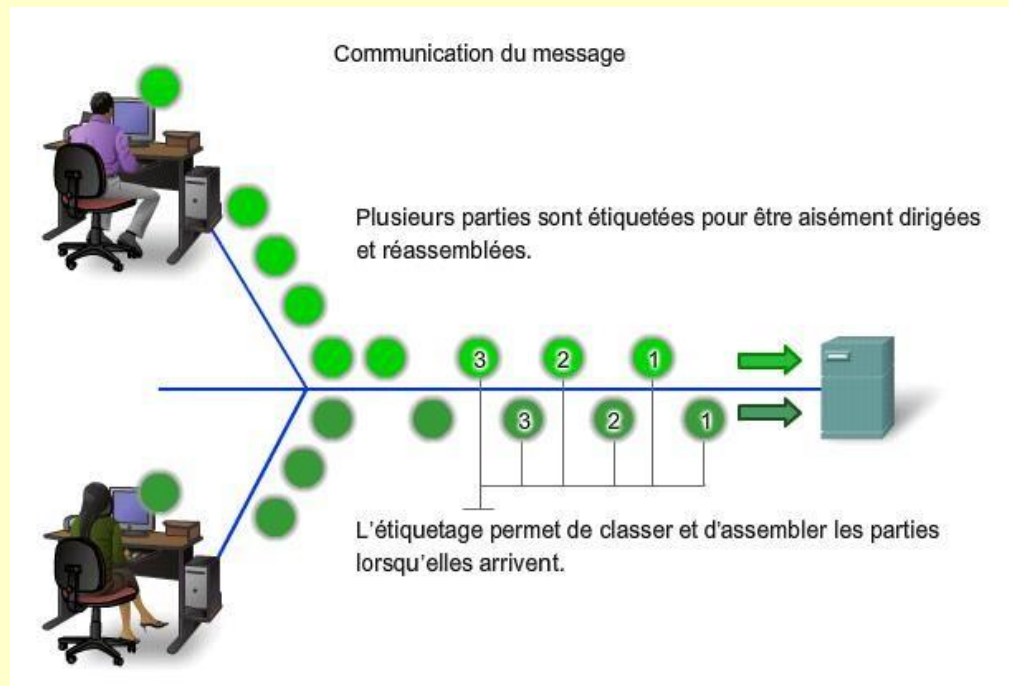 Communication du message
Plusieurs parties sont étiquetées pour être aisément dirigées
et réassemblées.
3 2 1
3 2 1
L'étiquetage permet de classer et d'assembler les parties
lorsqu'elles arrivent.